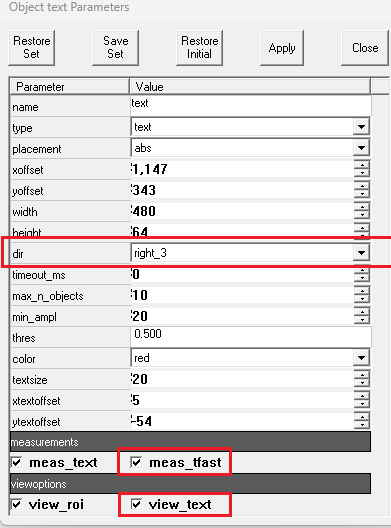 Object text Parameters
Restore Set
Save Set
Restore Initial
Apply
Close
Parameter Value
name text
type text
placement abs
xoffset 1,147
yoffset 343
width 480
height 64
dir right_3
timeout_ms 0
max_n_objects 10
min_ampl 20
thres 0.500
color red
textsize 20
xtextoffset 5
ytextoffset -54
measurements
meas_text meas_tfast
viewoptions
view_roi view_text